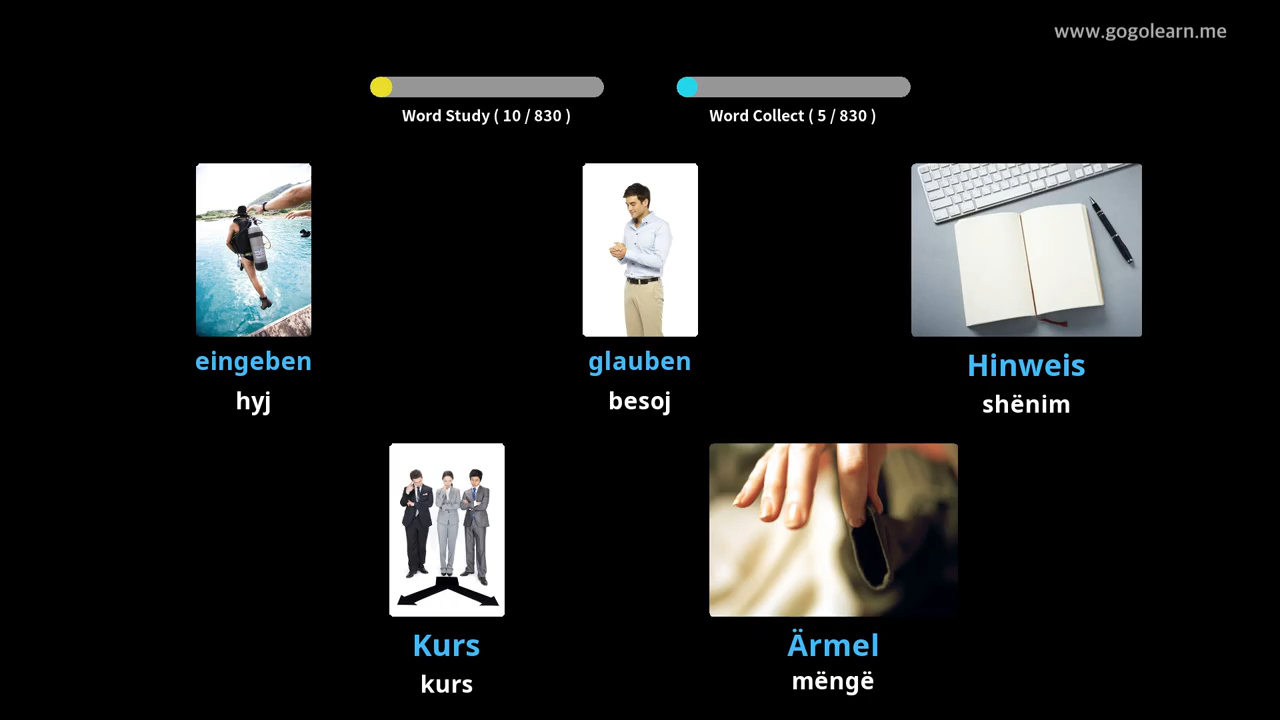 www.gogolearn.me
Word Study ( 10 / 830 )
Word Collect ( 5 / 830 )
eingeben
hyj
glauben
besoj
Hinweis
shënim
Kurs
kurs
Ärmel
mëngë